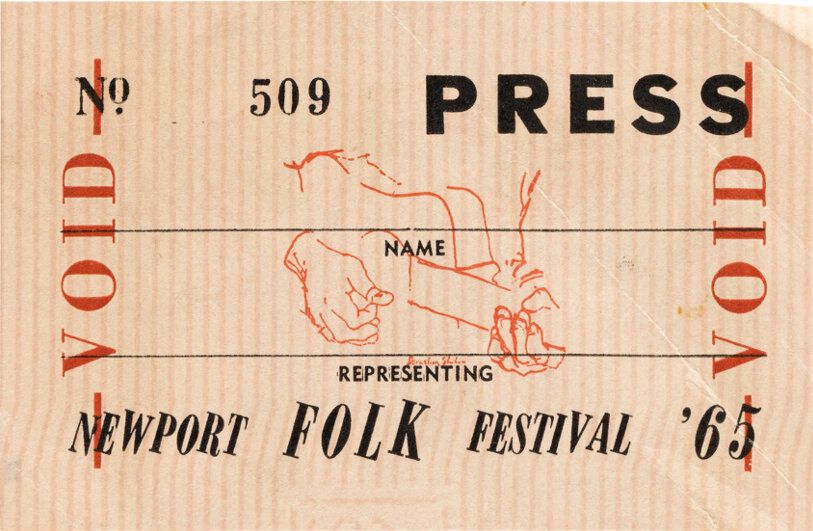 Nº 509 PRESS
VOID
VOID
NAME
REPRESENTING
NEWPORT FOLK FESTIVAL '65